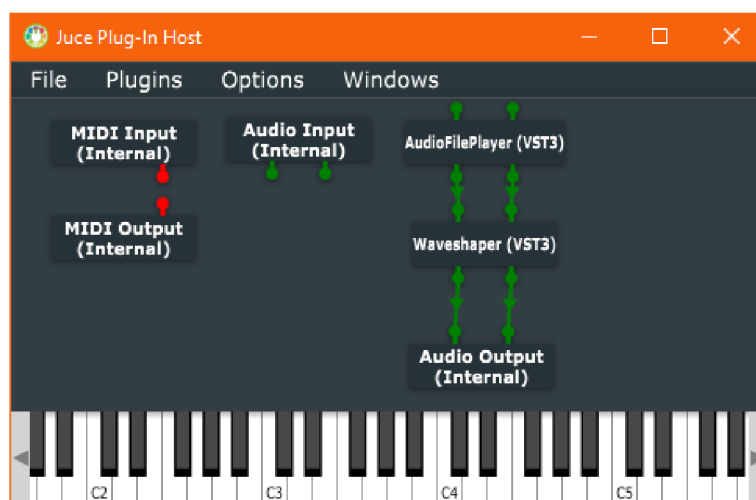 Juce Plug-In Host
File Plugins Options Windows
MIDI Input
(Internal)
Audio Input
(Internal)
AudioFilePlayer (VST3)
MIDI Output
(Internal)
Waveshaper (VST3)
Audio Output
(Internal)
C2 C3 C4 C5